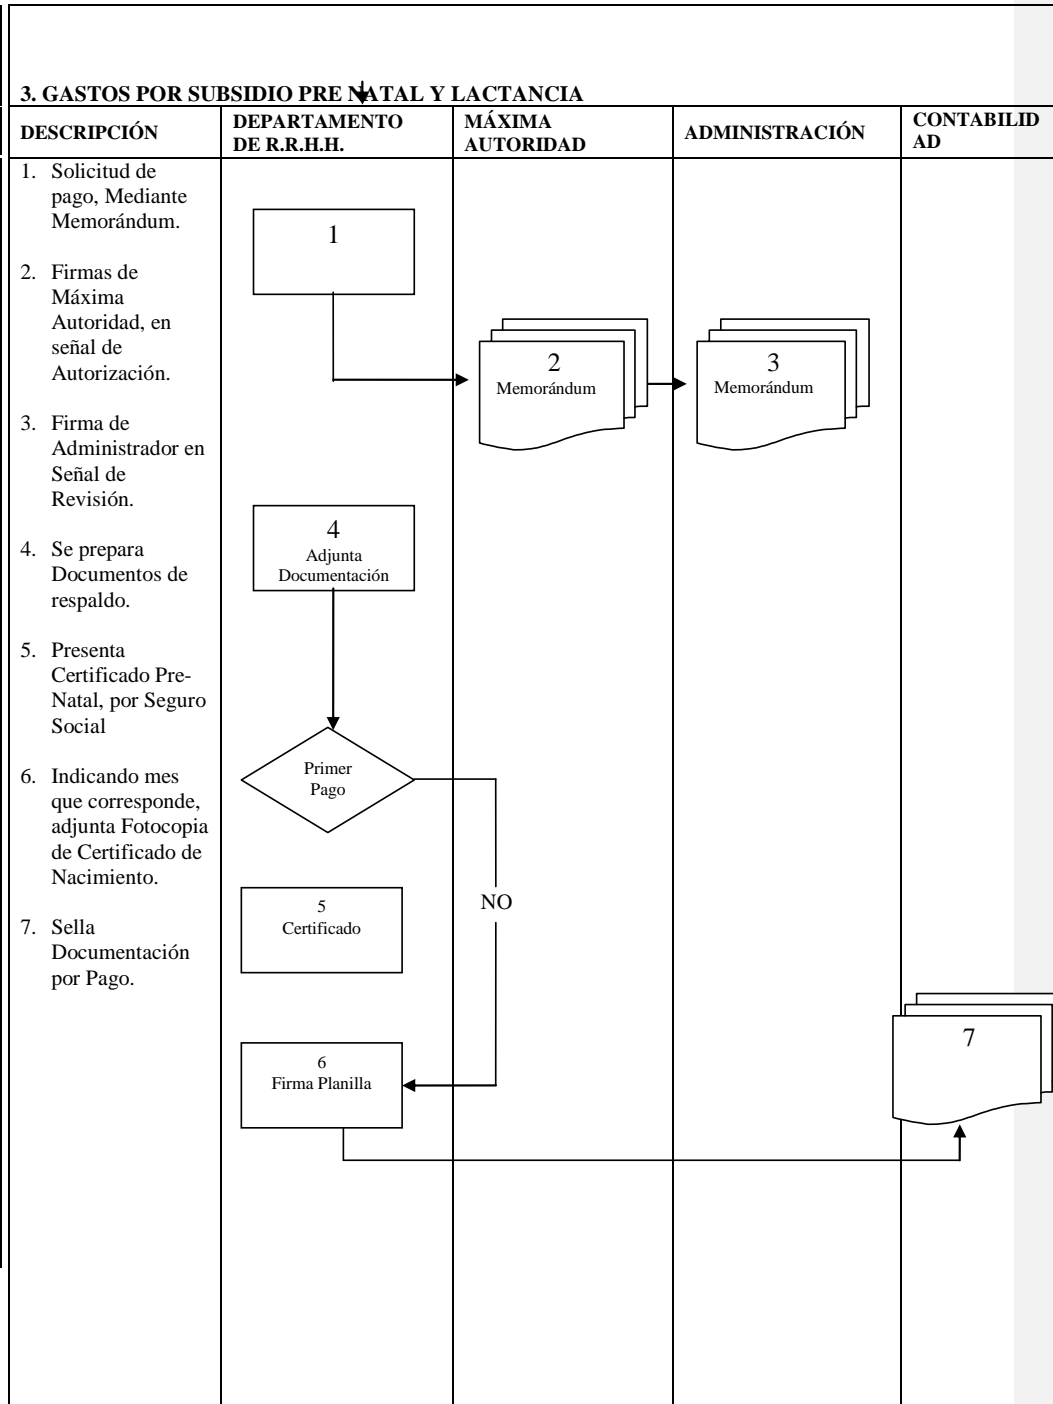 3. GASTOS POR SUBSIDIO PRE NATAL Y LACTANCIA
DESCRIPCIÓN
DEPARTAMENTO
DE R.R.H.H.
MÁXIMA
AUTORIDAD
ADMINISTRACIÓN
CONTABILID
AD
1. Solicitud de
pago, Mediante
Memorándum.
2. Firmas de
Máxima
Autoridad, en
señal de
Autorización.
3. Firma de
Administrador en
Señal de
Revisión.
4. Se prepara
Documentos de
respaldo.
5. Presenta
Certificado Pre-
Natal, por Seguro
Social
6. Indicando mes
que corresponde,
adjunta Fotocopia
de Certificado de
Nacimiento.
7. Sella
Documentación
por Pago.
1
2
Memorándum
3
Memorándum
4
Adjunta
Documentación
Primer
Pago
NO
5
Certificado
6
Firma Planilla
7